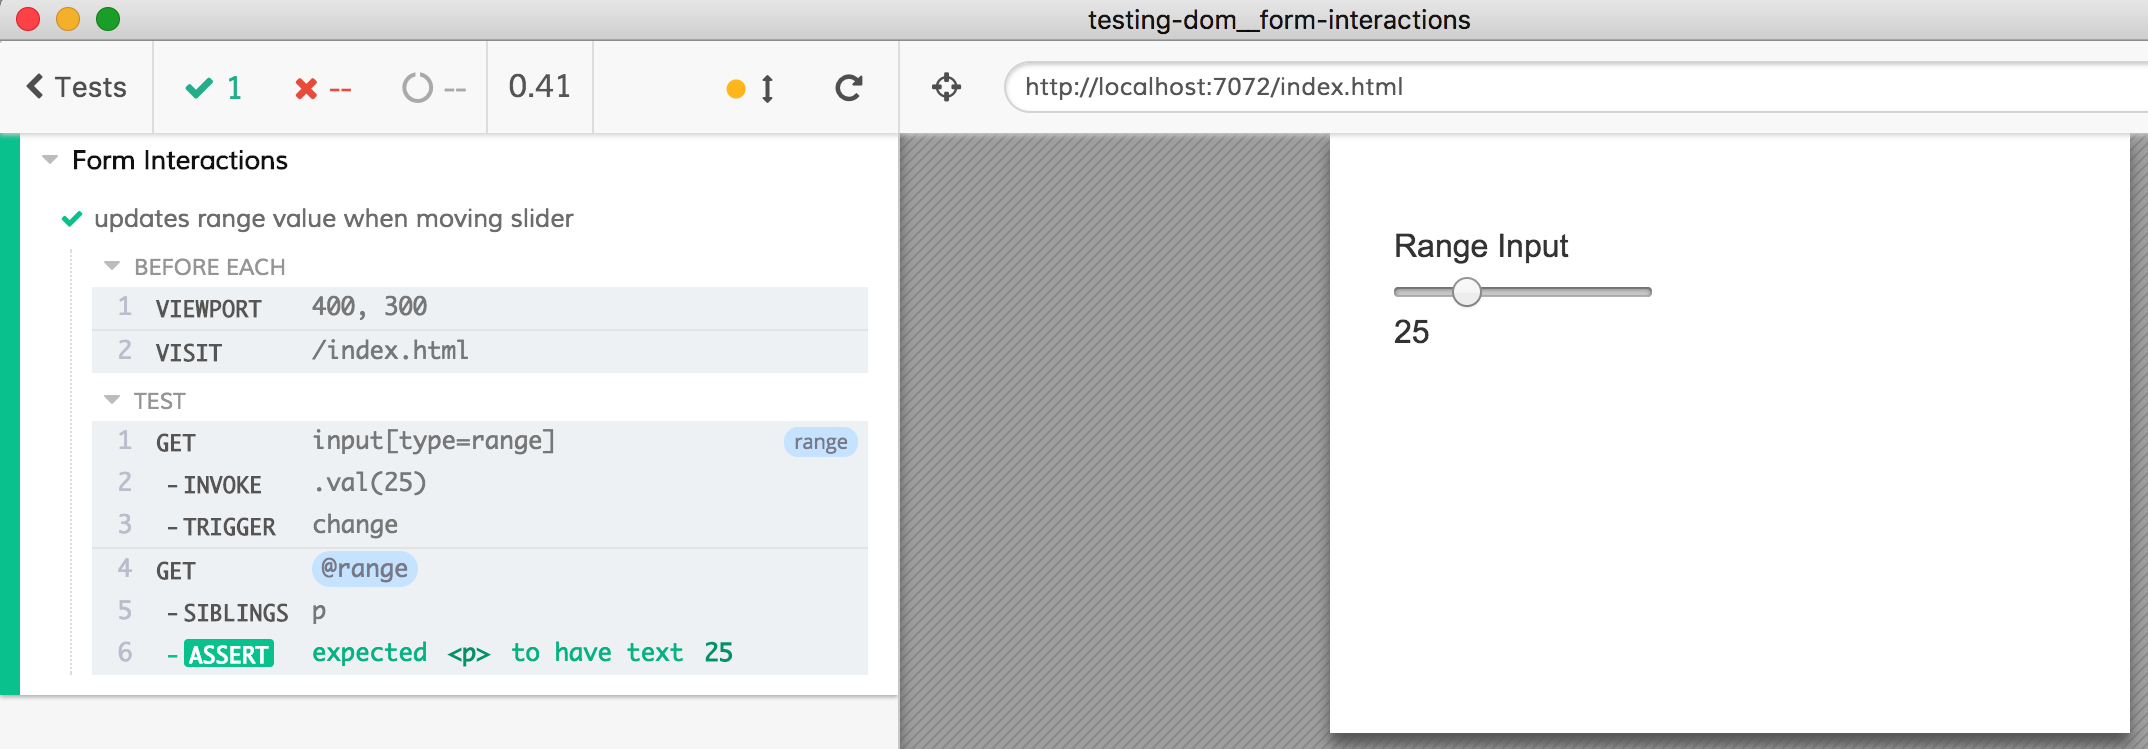 testing-dom__form-interactions
Tests 1 -- -- 0.41 http://localhost:7072/index.html
Form Interactions
updates range value when moving slider
BEFORE EACH
1 VIEWPORT 400, 300
2 VISIT /index.html
TEST
1 GET input[type=range] range
2 -INVOKE .val(25)
3 -TRIGGER change
4 GET @range
5 -SIBLINGS p
6 -ASSERT expected <p> to have text 25
Range Input
25